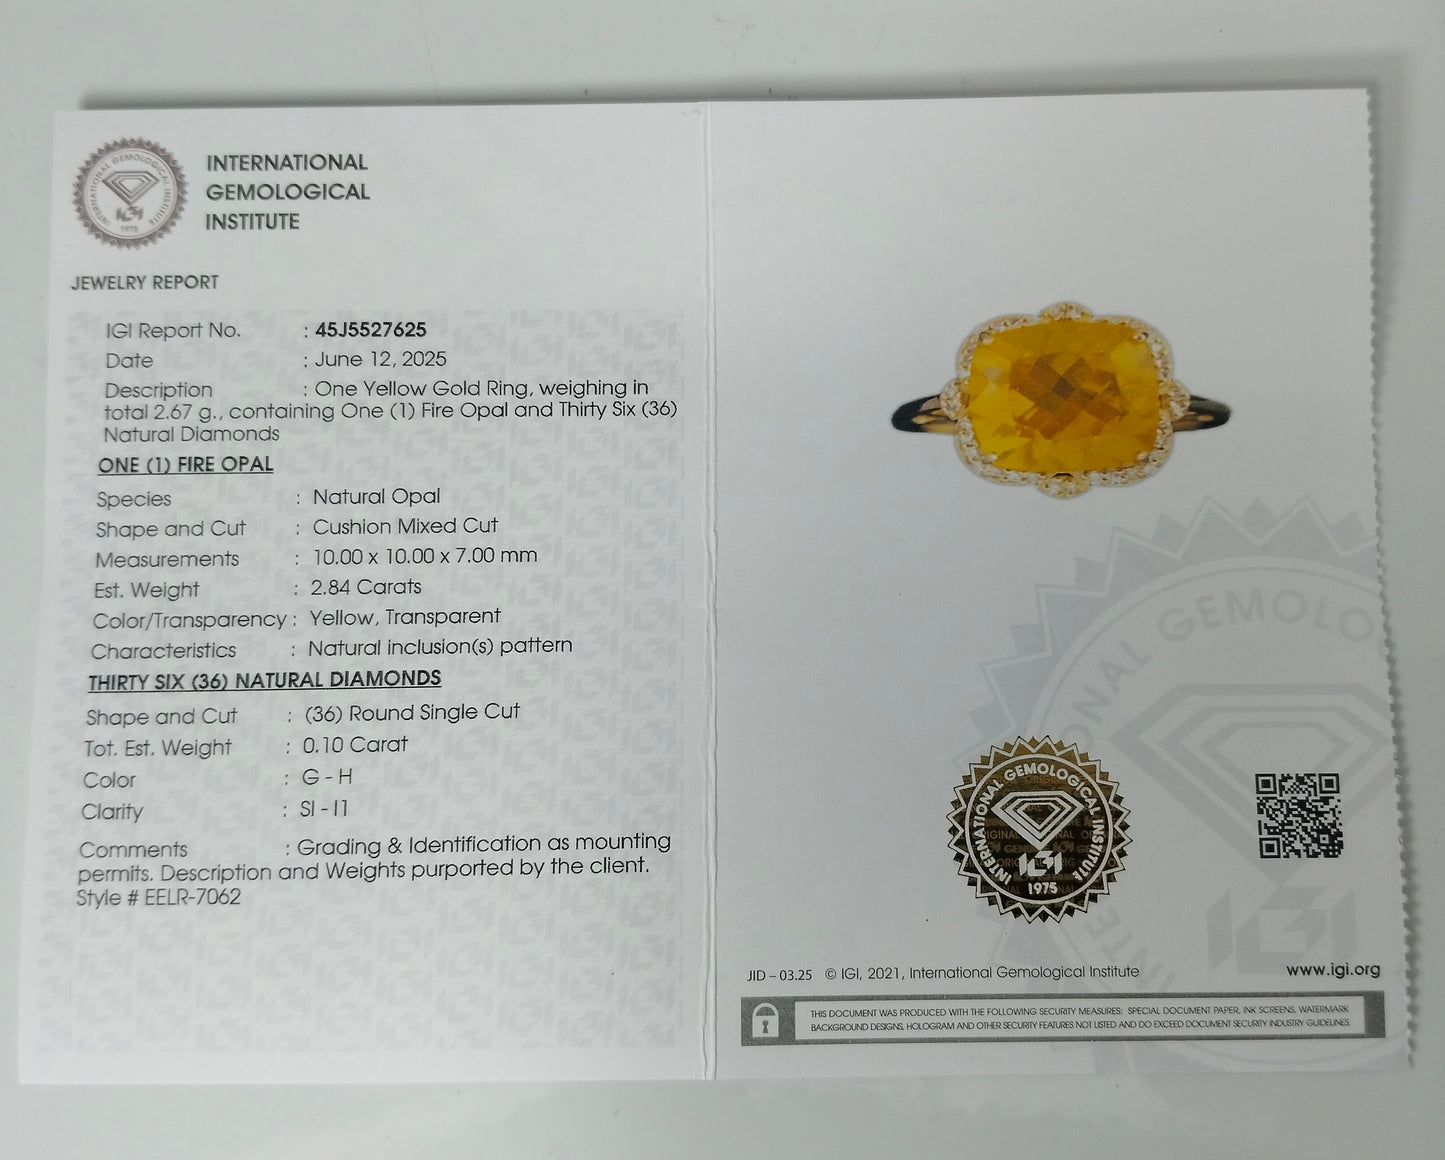 INTERNATIONAL GEMOLOGICAL INSTITUTE
IGI
1975
INTERNATIONAL
GEMOLOGICAL
INSTITUTE
JEWELRY REPORT
IGI Report No. : 45J5527625
Date : June 12, 2025
Description : One Yellow Gold Ring, weighing in
total 2.67 g., containing One (1) Fire Opal and Thirty Six (36)
Natural Diamonds
ONE (1) FIRE OPAL
Species : Natural Opal
Shape and Cut : Cushion Mixed Cut
Measurements : 10.00 x 10.00 x 7.00 mm
Est. Weight : 2.84 Carats
Color/Transparency : Yellow, Transparent
Characteristics : Natural inclusion(s) pattern
THIRTY SIX (36) NATURAL DIAMONDS
Shape and Cut : (36) Round Single Cut
Tot. Est. Weight : 0.10 Carat
Color : G - H
Clarity : SI - I1
Comments : Grading & Identification as mounting
permits. Description and Weights purported by the client.
Style # EELR-7062
INTERNATIONAL GEMOLOGICAL INSTITUTE
IGI
1975
JID – 03.25 © IGI, 2021, International Gemological Institute
www.igi.org
THIS DOCUMENT WAS PRODUCED WITH THE FOLLOWING SECURITY MEASURES: SPECIAL DOCUMENT PAPER, INK SCREENS, WATERMARK
BACKGROUND DESIGNS, HOLOGRAM AND OTHER SECURITY FEATURES NOT LISTED AND DO EXCEED DOCUMENT SECURITY INDUSTRY GUIDELINES.